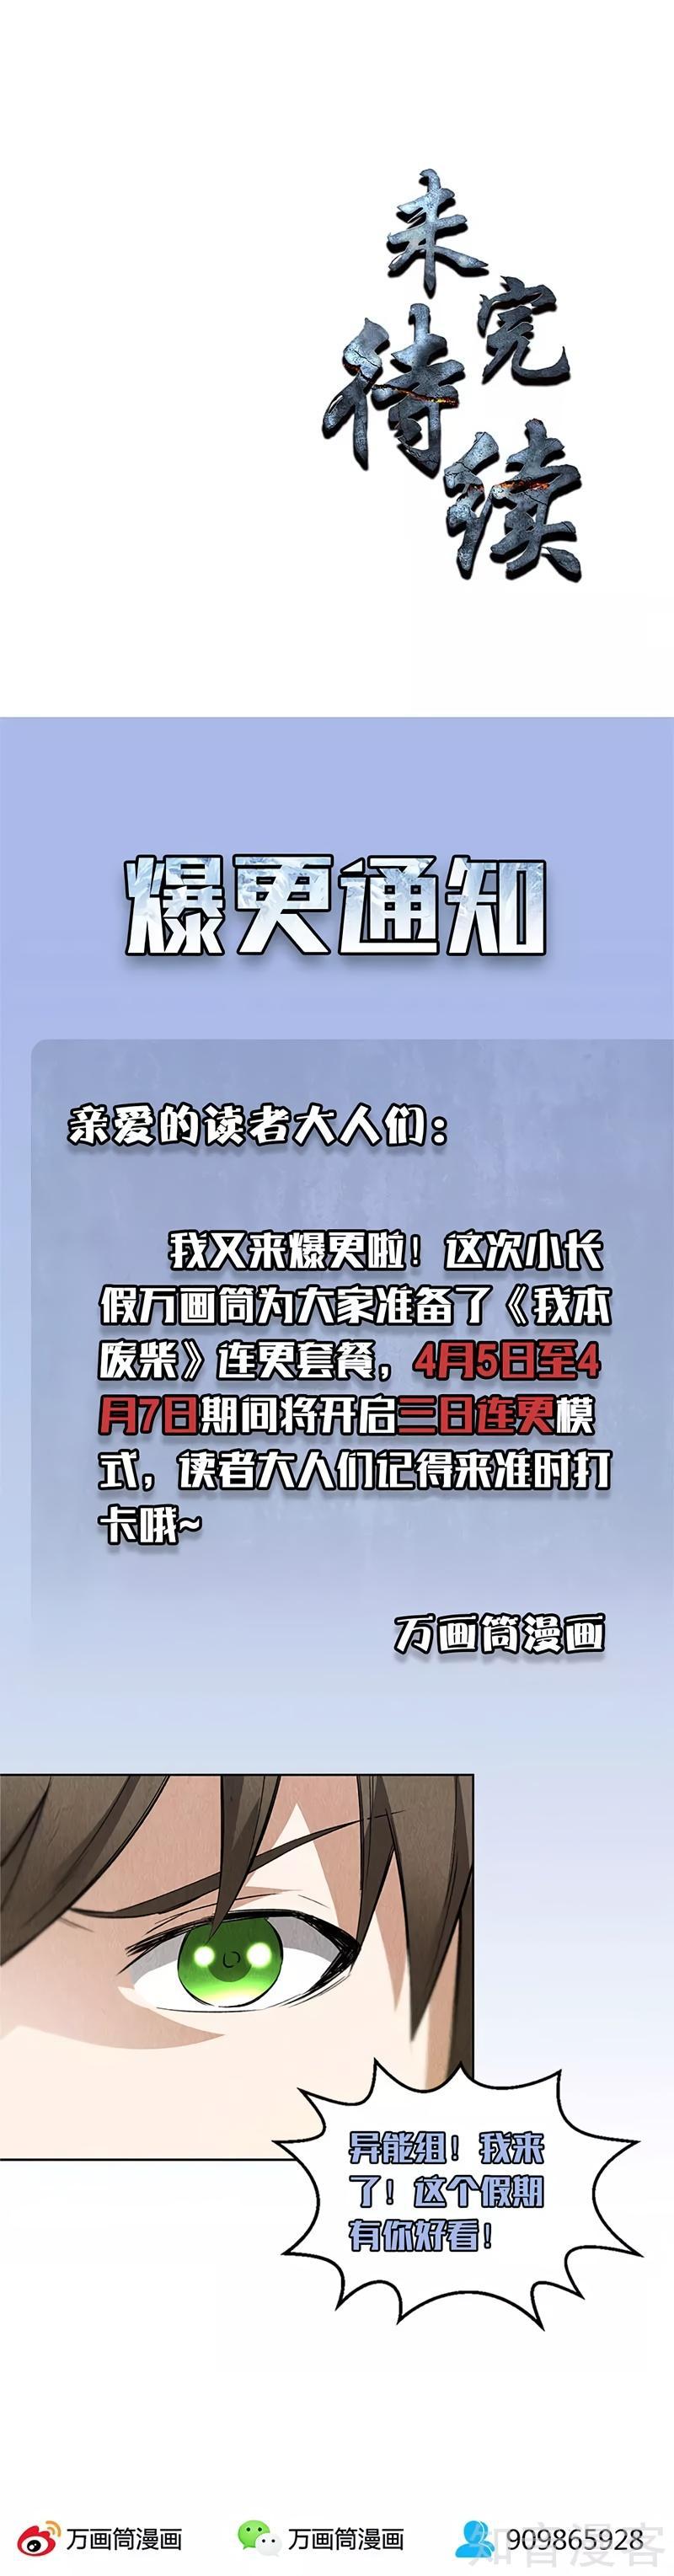 未完
待续
爆更通知
亲爱的读者大人们：
我又来爆更啦！这次小长
假万画筒为大家准备了《我本
废柴》连更套餐，4月5日至4
月7日期间将开启三日连更模
式，读者大人们记得来准时打
卡哦~
万画筒漫画
异能组！我来
了！这个假期
有你好看！
万画筒漫画
万画筒漫画
909865928
知音漫客